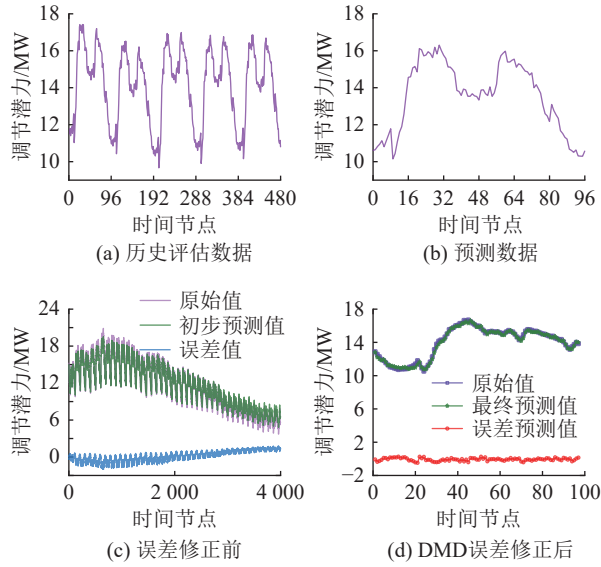 调节潜力/MW
18
16
14
12
10
0 96 192 288 384 480
时间节点
(a) 历史评估数据
调节潜力/MW
18
16
14
12
10
0 16 32 48 64 80 96
时间节点
(b) 预测数据
调节潜力/MW
24
18
12
6
0
原始值
初步预测值
误差值
0 2 000 4 000
时间节点
(c) 误差修正前
调节潜力/MW
18
14
10
6
2
−2
原始值
最终预测值
误差预测值
0 20 40 60 80 100
时间节点
(d) DMD误差修正后